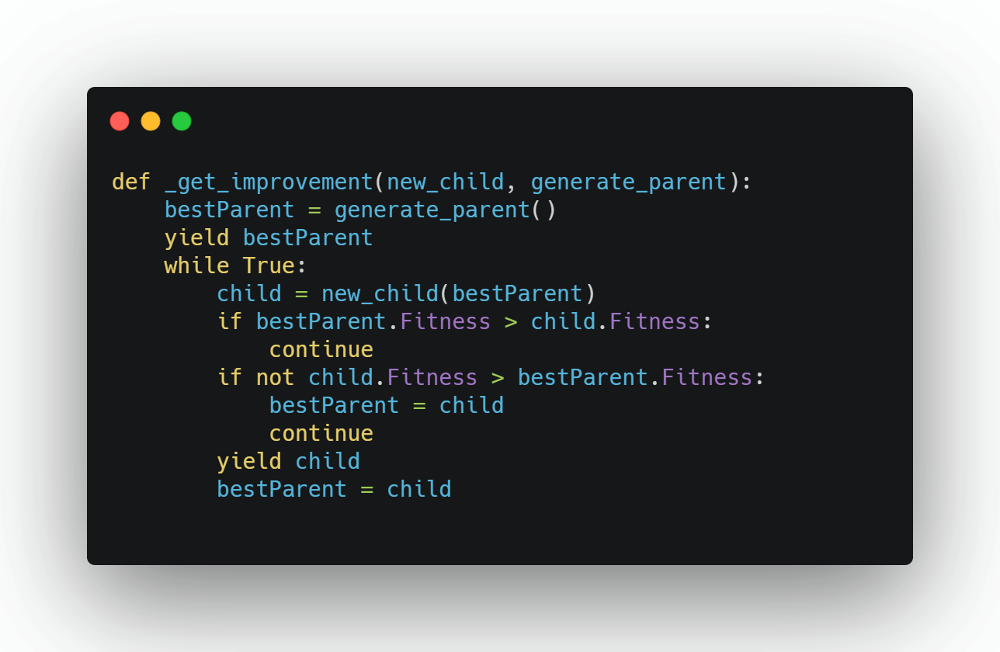 def _get_improvement(new_child, generate_parent):
    bestParent = generate_parent()
    yield bestParent
    while True:
        child = new_child(bestParent)
        if bestParent.Fitness > child.Fitness:
            continue
        if not child.Fitness > bestParent.Fitness:
            bestParent = child
            continue
        yield child
        bestParent = child